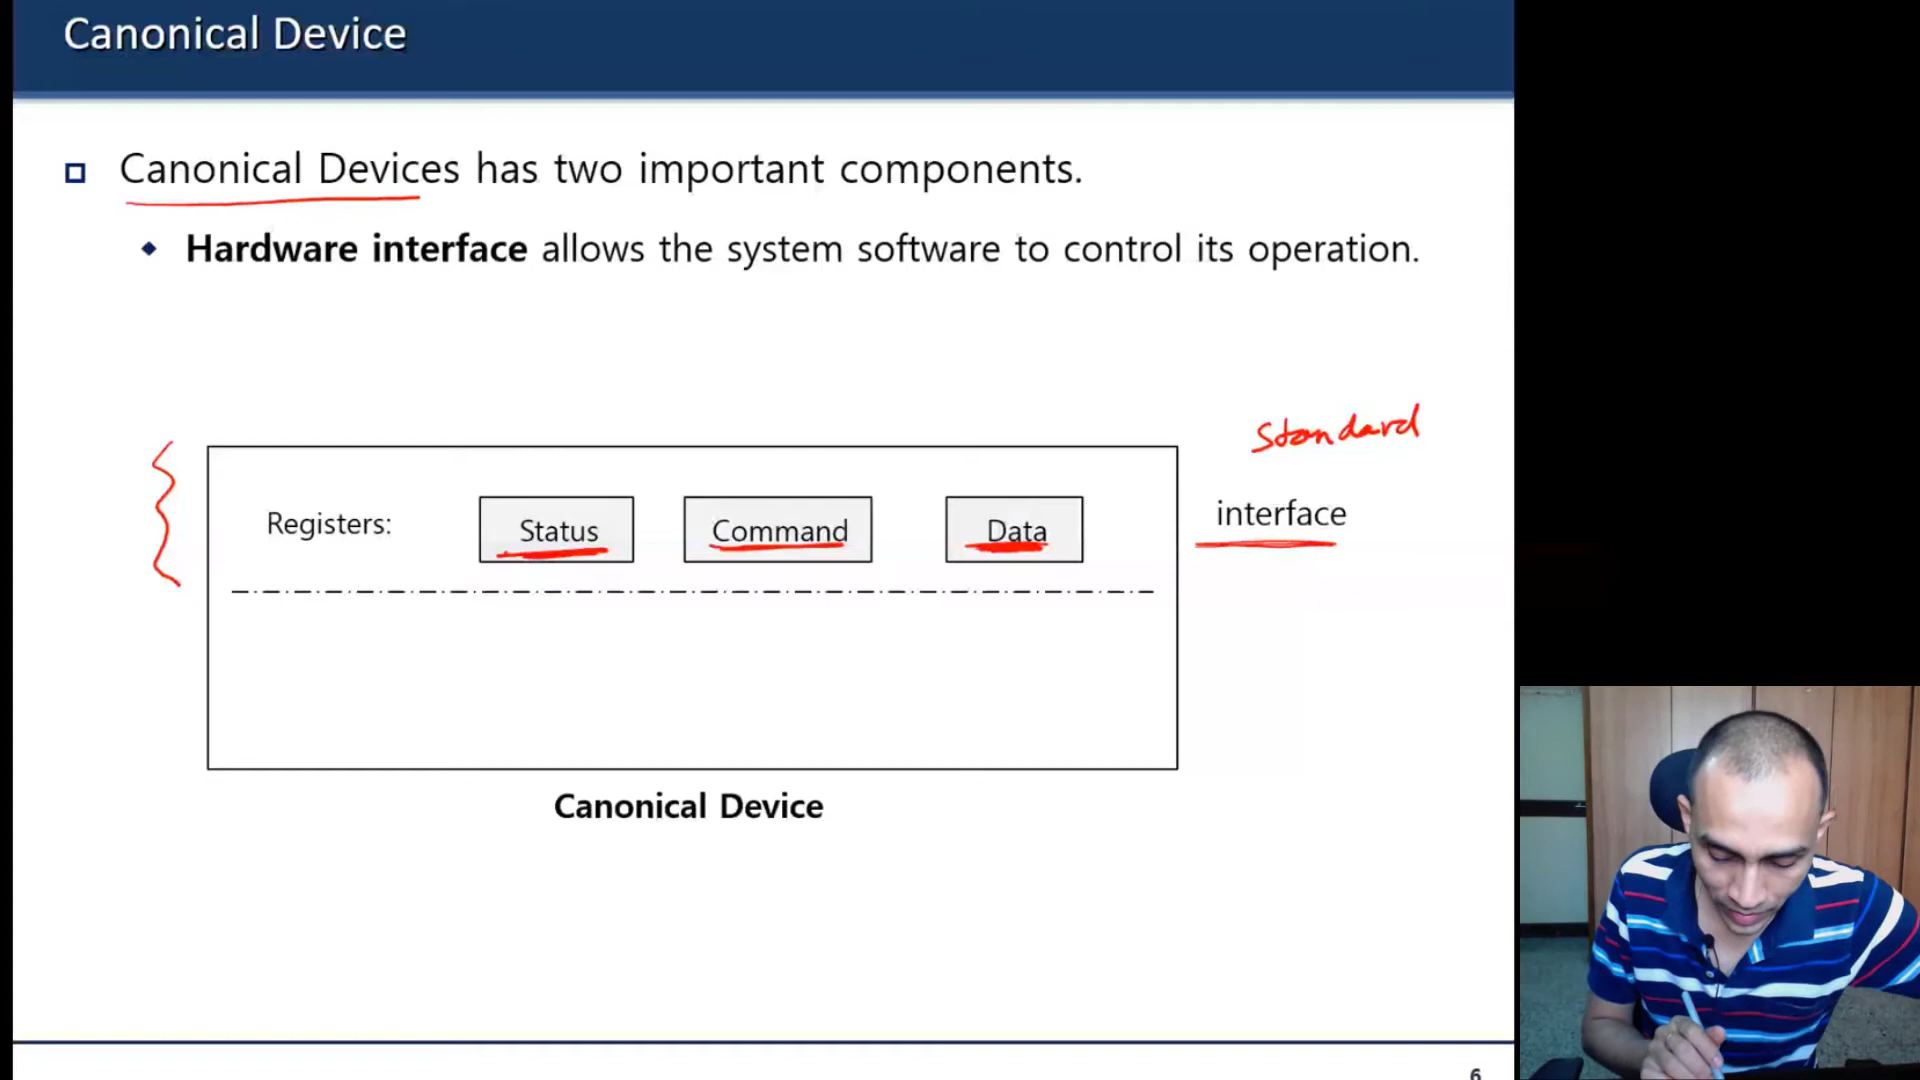 Canonical Device
Canonical Devices has two important components.
Hardware interface allows the system software to control its operation.
Standard
Registers: Status Command Data interface
Canonical Device
6